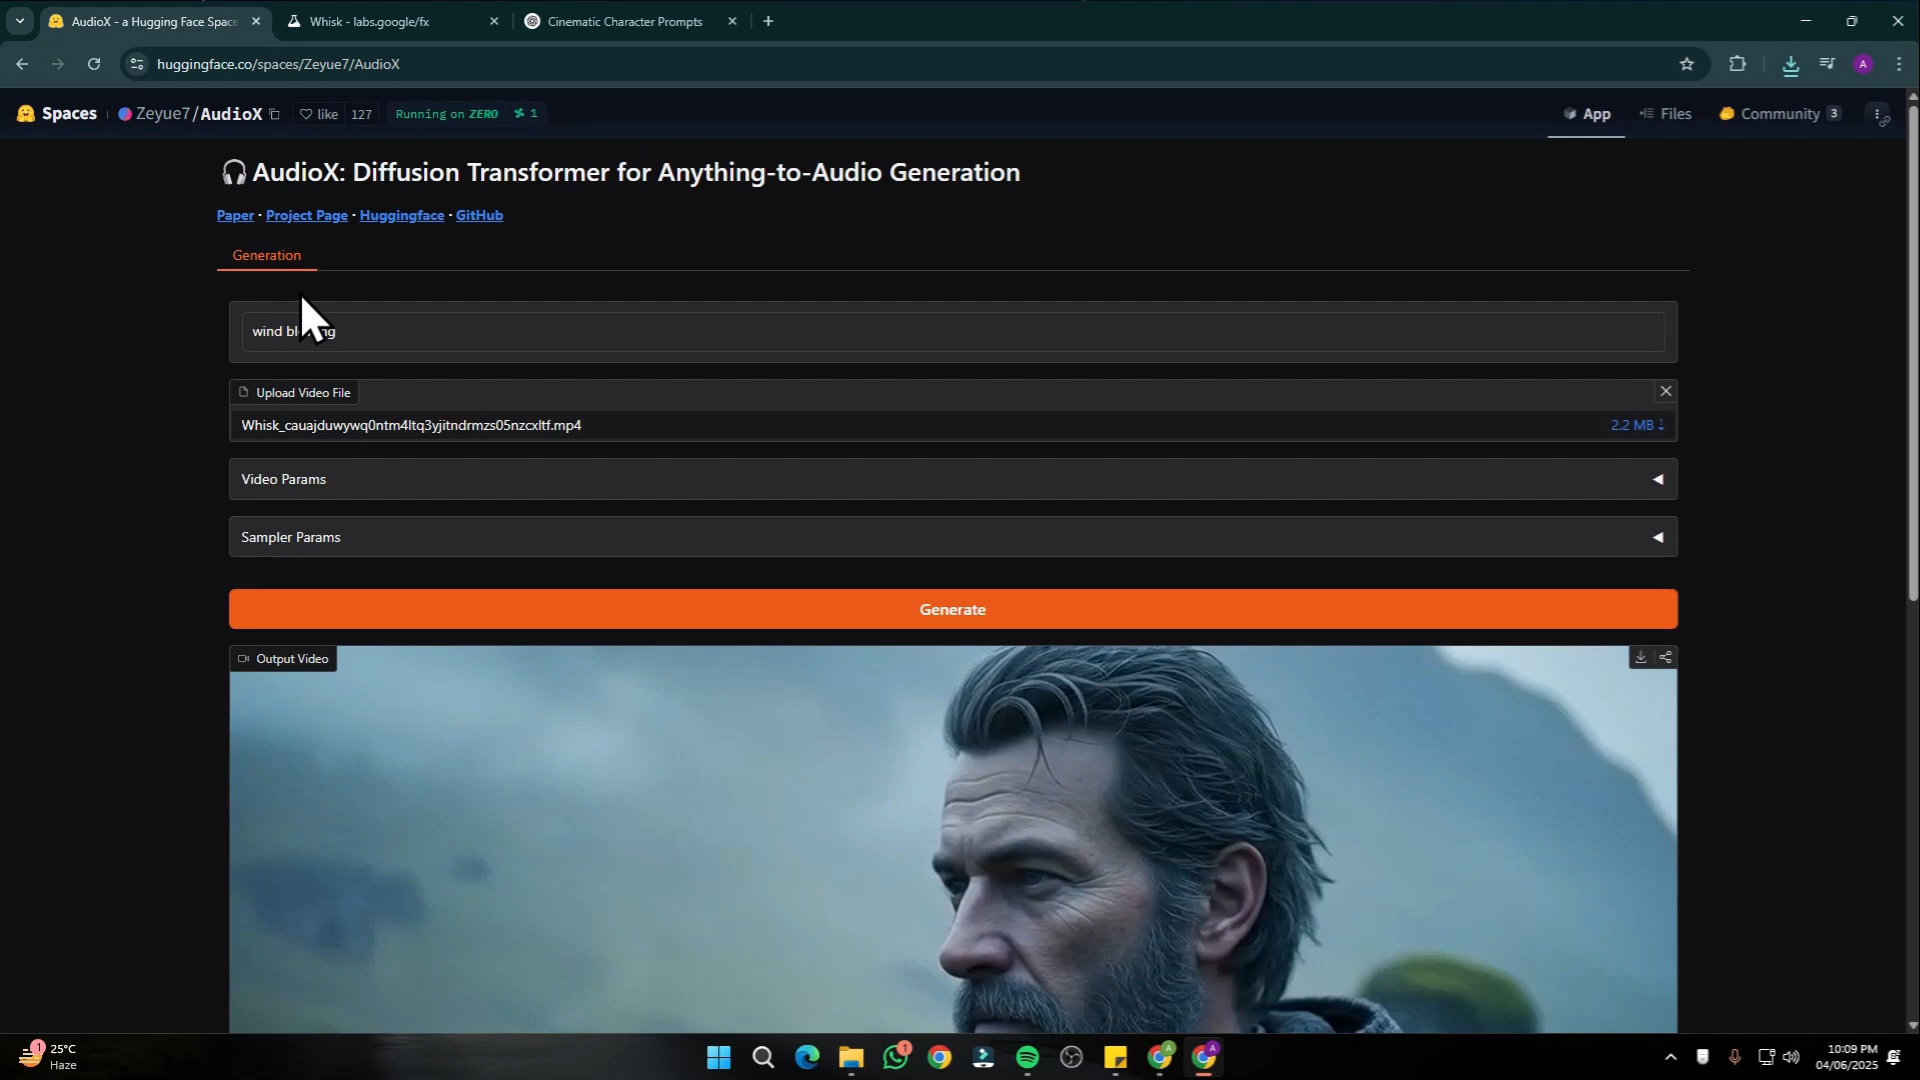 AudioX - a Hugging Face Space
Whisk - labs.google/fx
Cinematic Character Prompts
huggingface.co/spaces/Zeyue7/AudioX
A
Spaces
Zeyue7/AudioX
like 127
Running on ZERO 1
App
Files
Community 3
AudioX: Diffusion Transformer for Anything-to-Audio Generation
Paper · Project Page · Huggingface · GitHub
Generation
wind
Upload Video File
Whisk_cauajduwywq0ntm4ltq3yjitndrmzs05nzcxltf.mp4
2.2 MB
Video Params
Sampler Params
Generate
Output Video
1
25°C
Haze
1
A
A
10:09 PM
04/06/2025